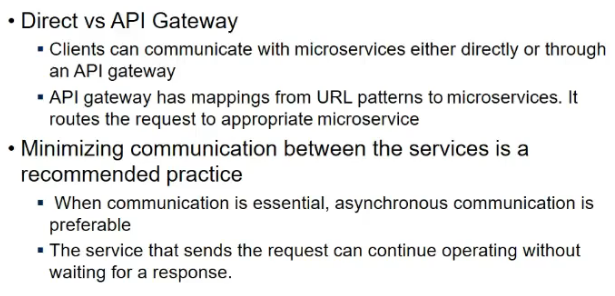 • Direct vs API Gateway
▪ Clients can communicate with microservices either directly or through
an API gateway
▪ API gateway has mappings from URL patterns to microservices. It
routes the request to appropriate microservice
• Minimizing communication between the services is a
recommended practice
▪ When communication is essential, asynchronous communication is
preferable
▪ The service that sends the request can continue operating without
waiting for a response.